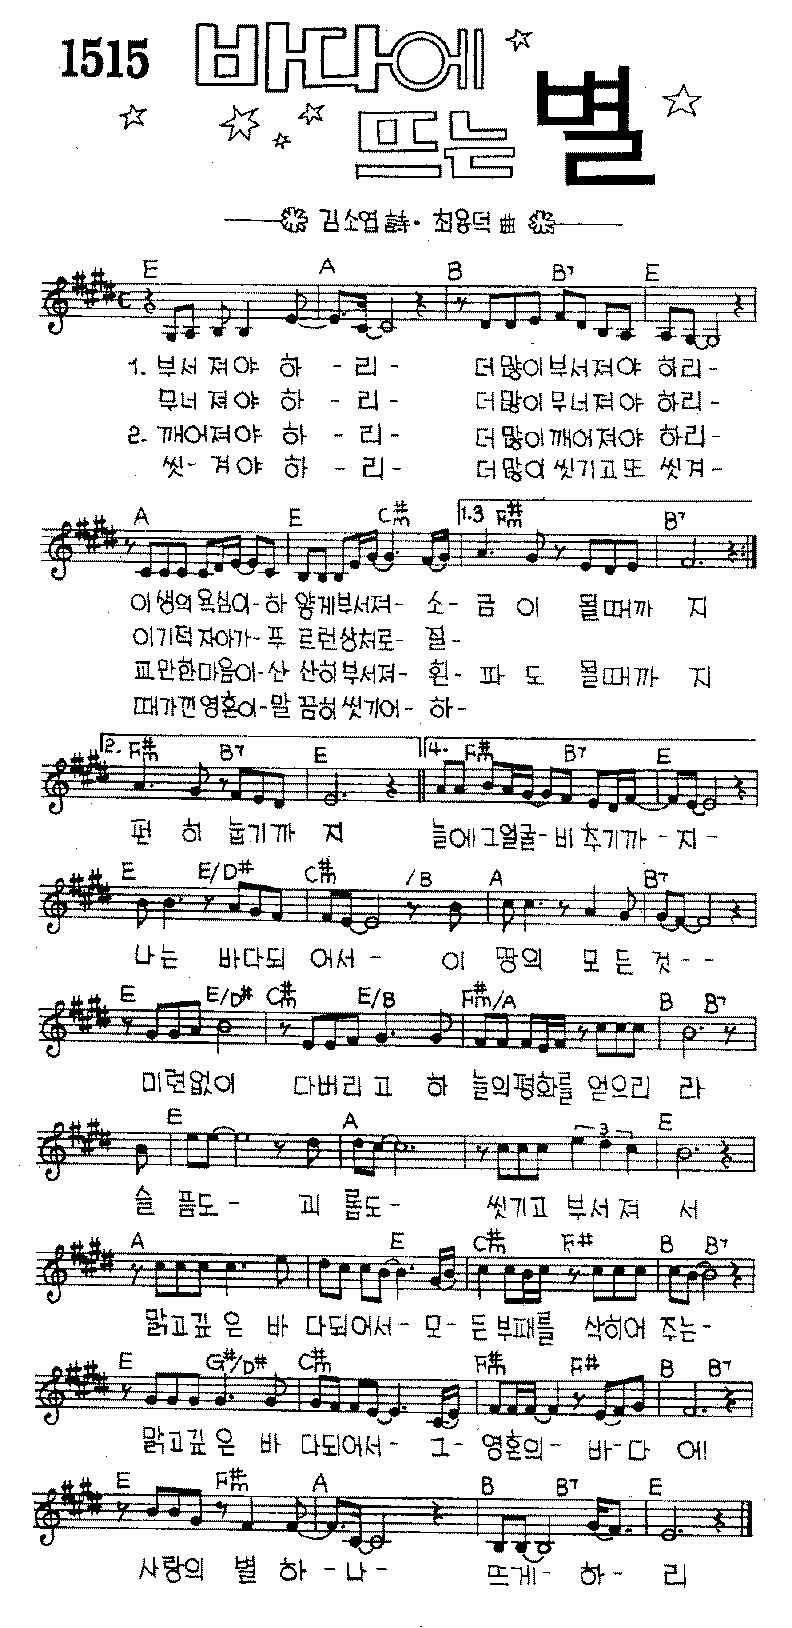 1515 바다에
뜨는 별
김소엽 詩 · 최용덕 曲
E A B B7 E
1. 부서 져야 하 - 리 - 더많이부서져야 하리 -
무너 져야 하 - 리 - 더많이 무너져야 하리 -
2. 깨어져야 하 - 리 - 더많이 깨어져야 하리 -
씻 - 겨야 하 - 리 - 더많이 씻기고또 씻겨 -
A E C#m 1.3 F#m B7
이생의 욕심이 - 하 얗게부서져 - 소 - 금 이 될때까 지
이기적 자아가 - 푸 르런상처로 - 질 -
교만한마음이 - 산 산히부서져 - 흰 - 파 도 될때까 지
때가낀영혼이 - 말 끔히씻기어 - 하 -
2. F#m B7 E 4. F#m B7 E
편 히 눕기까 지 늘에그얼굴 - 비 추기까 - 지 -
E E/D# C#m /B A B7
나는 바다되 어서 - 이 땅의 모 든 것 - -
E E/D# C#m E/B F#m/A B B7
미련없이 다버리고 하 늘의평화를 얻으리 라
E A E
슬 픔도 - 괴 롬도 - 씻기고 부서져 서
A E C#m F# B B7
맑고깊 은 바 다되어서 - 모 - 든부패를 삭히어 주는 -
E G#/D# C#m F#m F# B B7
맑고깊 은 바 다되어서 - 그 - 영혼의 - 바 - 다 에
E F#m A B B7 E
사랑의 별 하 - 나 - 뜨게 - 하 - 리